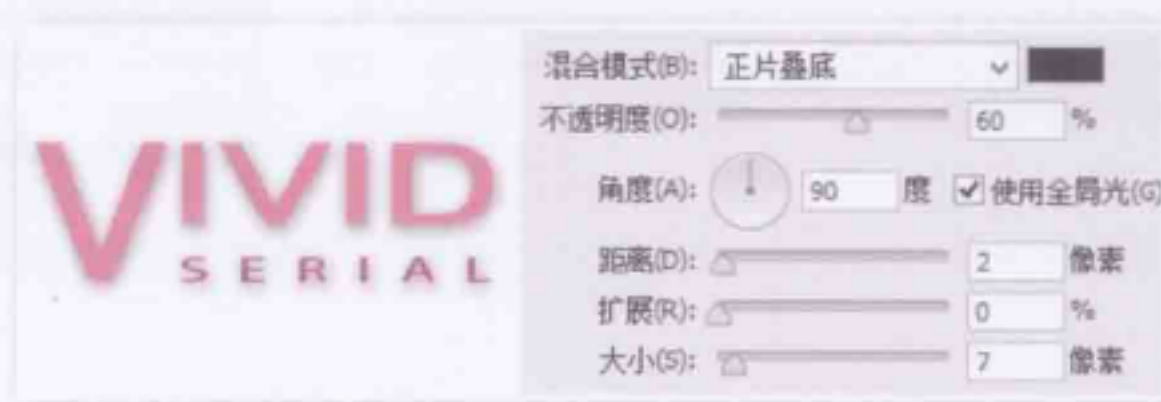 VIVID
SERIAL
混合模式(B): 正片叠底
不透明度(O): 60 %
角度(A): 90 度 使用全局光(G)
距离(D): 2 像素
扩展(R): 0 %
大小(S): 7 像素